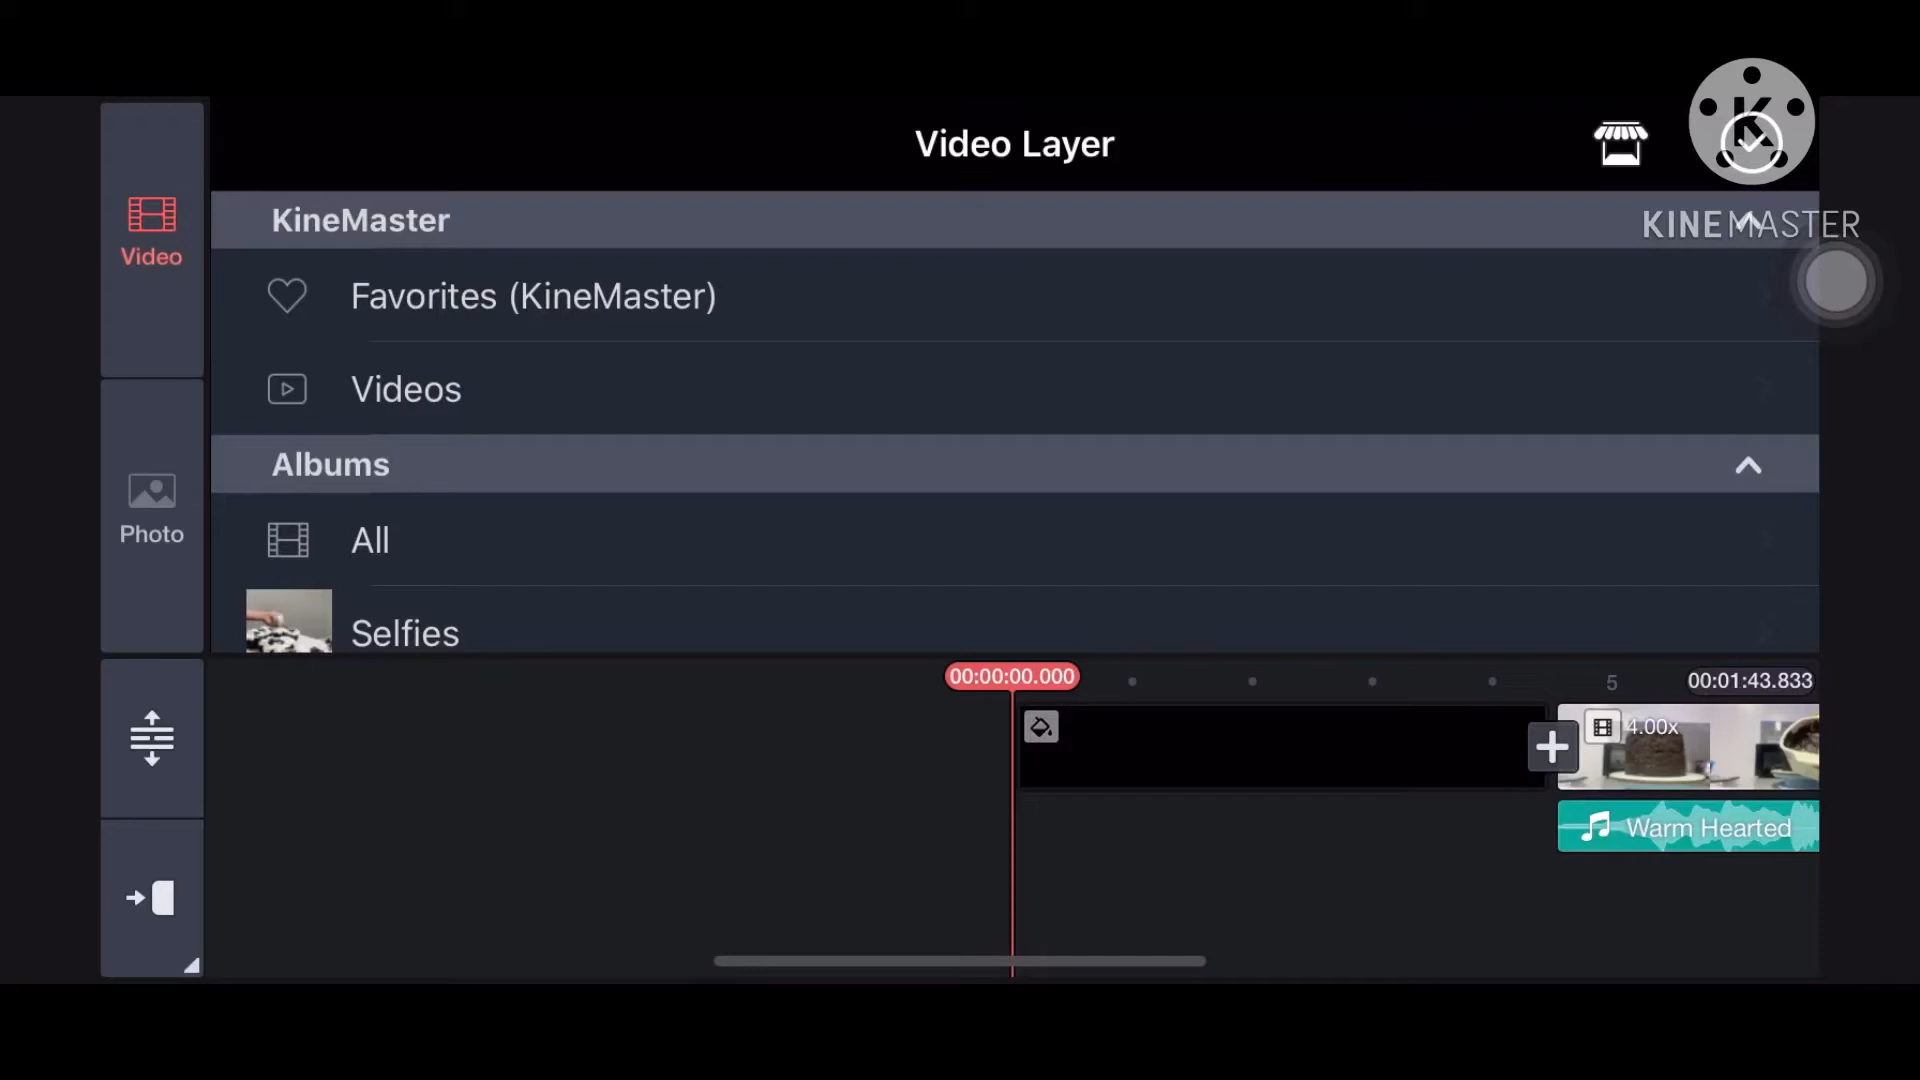 Video Layer
KineMaster
KINEMASTER
Video
Favorites (KineMaster)
Videos
Albums
Photo
All
Selfies
00:00:00.000
5
00:01:43.833
4.00x
Warm Hearted